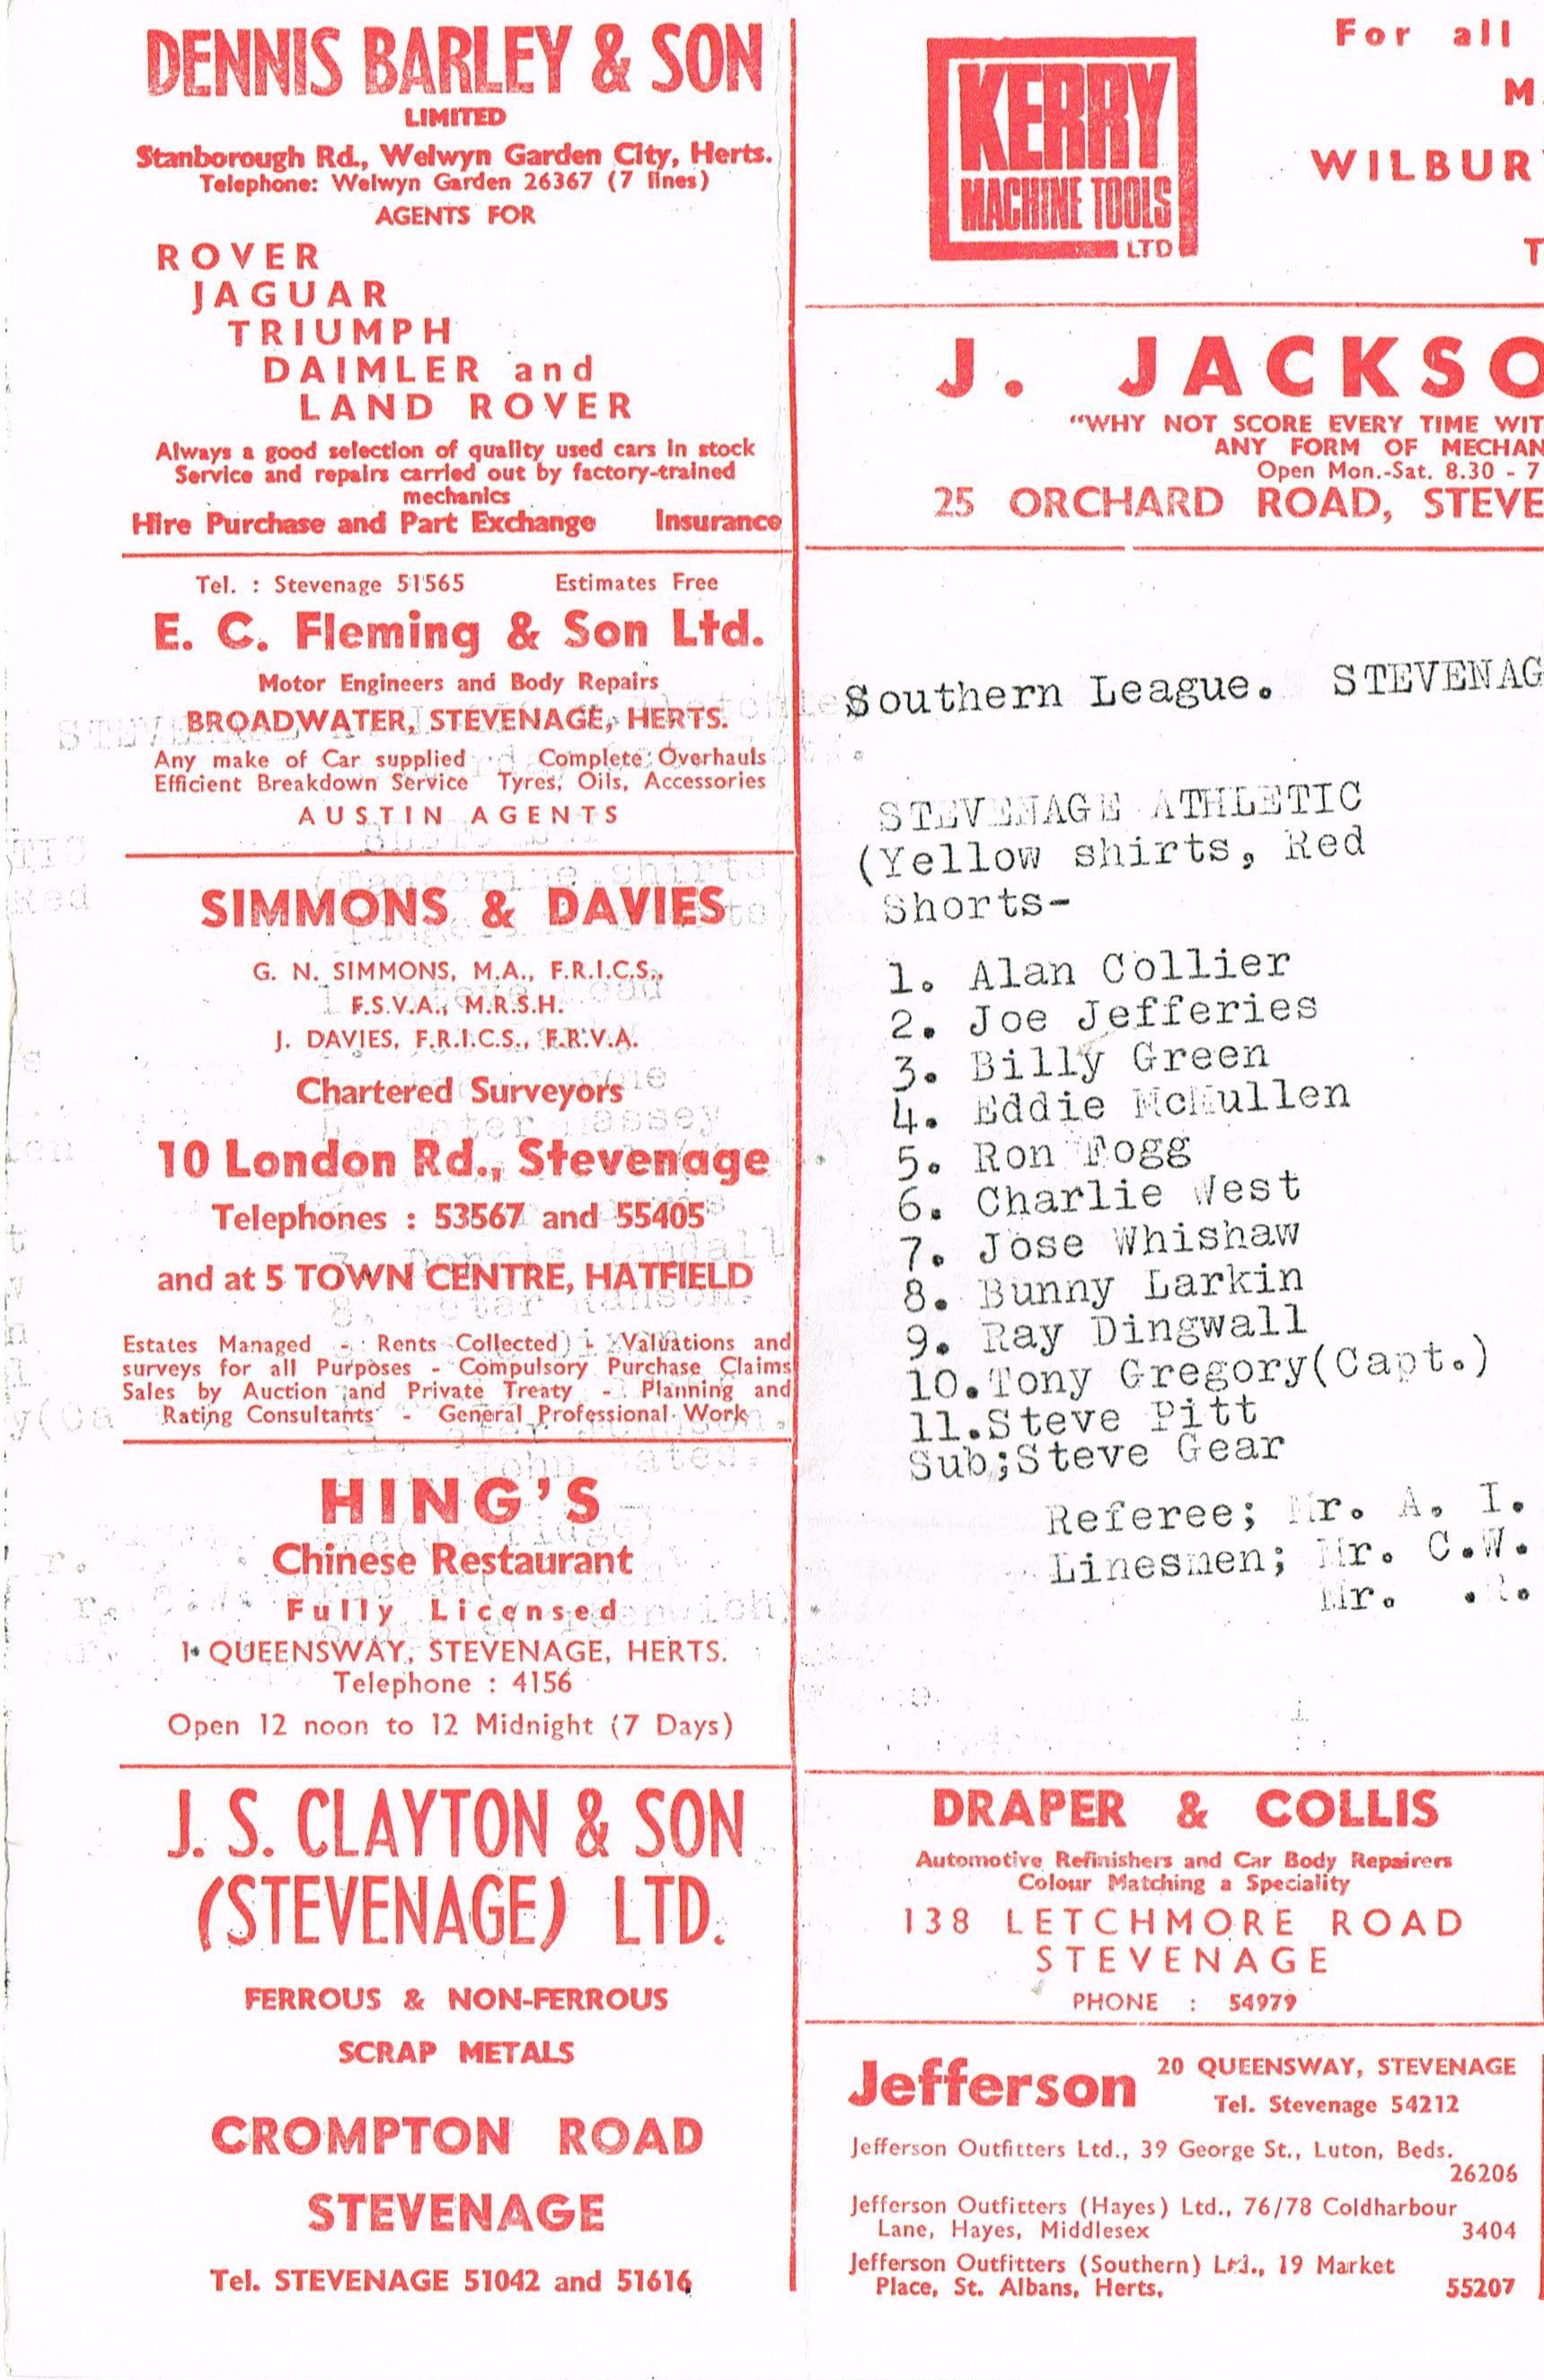 DENNIS BARLEY & SON
LIMITED
Stanborough Rd., Welwyn Garden City, Herts.
Telephone: Welwyn Garden 26367 (7 lines)
AGENTS FOR
ROVER
JAGUAR
TRIUMPH
DAIMLER and
LAND ROVER
Always a good selection of quality used cars in stock
Service and repairs carried out by factory-trained
mechanics
Hire Purchase and Part Exchange Insurance
Tel. : Stevenage 51565 Estimates Free
E. C. Fleming & Son Ltd.
Motor Engineers and Body Repairs
BROADWATER, STEVENAGE, HERTS.
Any make of Car supplied Complete Overhauls
Efficient Breakdown Service Tyres, Oils, Accessories
AUSTIN AGENTS
SIMMONS & DAVIES
G. N. SIMMONS, M.A., F.R.I.C.S.,
F.S.V.A., M.R.S.H.
J. DAVIES, F.R.I.C.S., F.R.V.A.
Chartered Surveyors
10 London Rd., Stevenage
Telephones : 53567 and 55405
and at 5 TOWN CENTRE, HATFIELD
Estates Managed - Rents Collected - Valuations and
surveys for all Purposes - Compulsory Purchase Claims
Sales by Auction and Private Treaty - Planning and
Rating Consultants - General Professional Work
HING'S
Chinese Restaurant
Fully Licensed
1 QUEENSWAY, STEVENAGE, HERTS.
Telephone : 4156
Open 12 noon to 12 Midnight (7 Days)
J. S. CLAYTON & SON
(STEVENAGE) LTD.
FERROUS & NON-FERROUS
SCRAP METALS
CROMPTON ROAD
STEVENAGE
Tel. STEVENAGE 51042 and 51616
KERRY
MACHINE TOOLS
LTD
For all
M.
WILBUR
T
J. JACKSO
"WHY NOT SCORE EVERY TIME WIT
ANY FORM OF MECHAN
Open Mon.-Sat. 8.30 - 7
25 ORCHARD ROAD, STEVE
Southern League. STEVENAG
STEVENAGE ATHLETIC
(Yellow shirts, Red
Shorts-
1. Alan Collier
2. Joe Jefferies
3. Billy Green
4. Eddie McMullen
5. Ron Fogg
6. Charlie West
7. Jose Whishaw
8. Bunny Larkin
9. Ray Dingwall
10.Tony Gregory(Capt.)
11.Steve Pitt
Sub;Steve Gear
Referee; Mr. A. I.
Linesmen; Mr. C.W.
Mr. .R.
DRAPER & COLLIS
Automotive Refinishers and Car Body Repairers
Colour Matching a Speciality
138 LETCHMORE ROAD
STEVENAGE
PHONE : 54979
Jefferson 20 QUEENSWAY, STEVENAGE
Tel. Stevenage 54212
Jefferson Outfitters Ltd., 39 George St., Luton, Beds.
26206
Jefferson Outfitters (Hayes) Ltd., 76/78 Coldharbour
Lane, Hayes, Middlesex 3404
Jefferson Outfitters (Southern) Ltd., 19 Market
Place, St. Albans, Herts. 55207